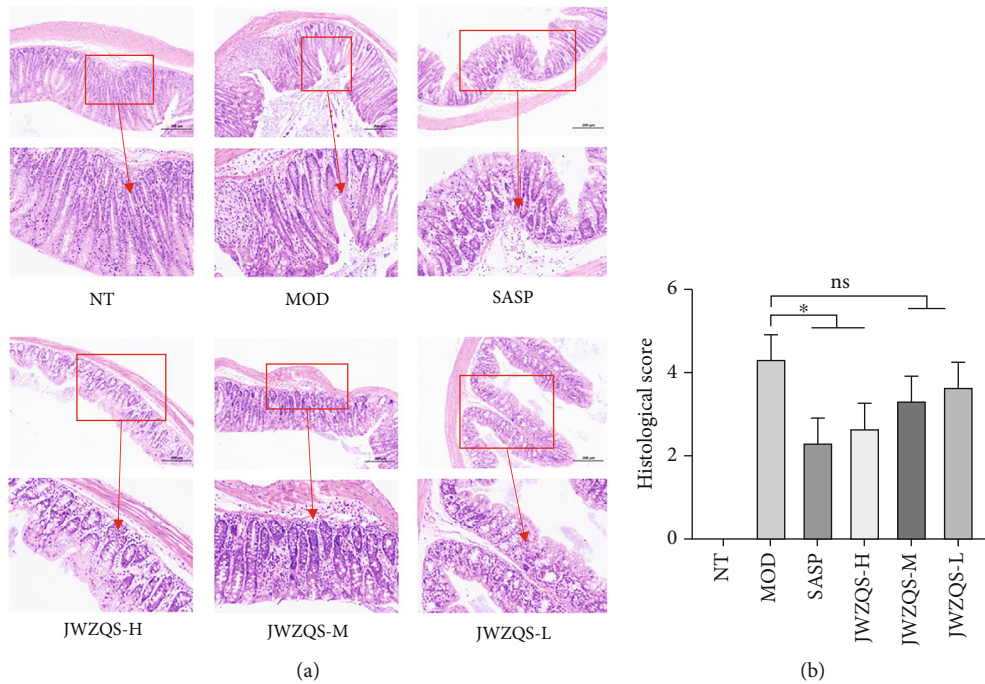 NT
MOD
SASP
JWZQS-H
JWZQS-M
JWZQS-L
(a)
Histological score
6
4
2
0
ns
*
NT
MOD
SASP
JWZQS-H
JWZQS-M
JWZQS-L
(b)